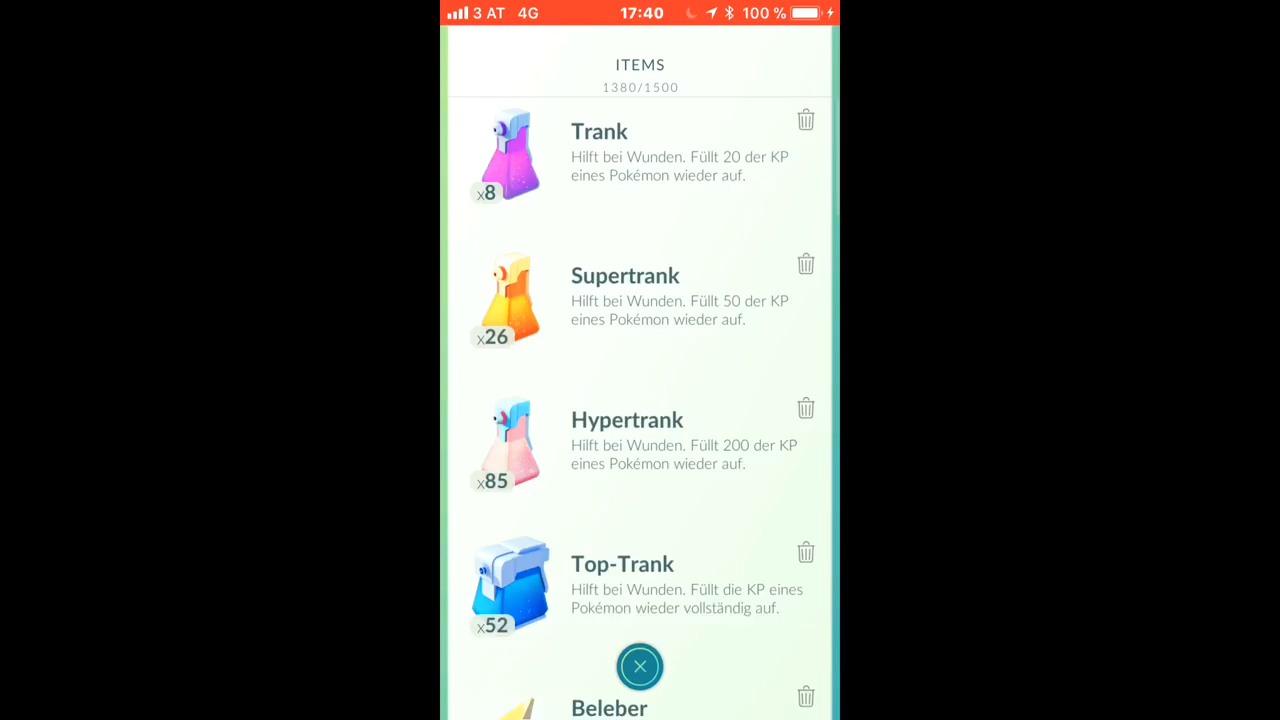 3 AT 4G 17:40 100 %
ITEMS
1380/1500
Trank
Hilft bei Wunden. Füllt 20 der KP
eines Pokémon wieder auf.
x8
Supertrank
Hilft bei Wunden. Füllt 50 der KP
eines Pokémon wieder auf.
x26
Hypertrank
Hilft bei Wunden. Füllt 200 der KP
eines Pokémon wieder auf.
x85
Top-Trank
Hilft bei Wunden. Füllt die KP eines
Pokémon wieder vollständig auf.
x52
Beleber